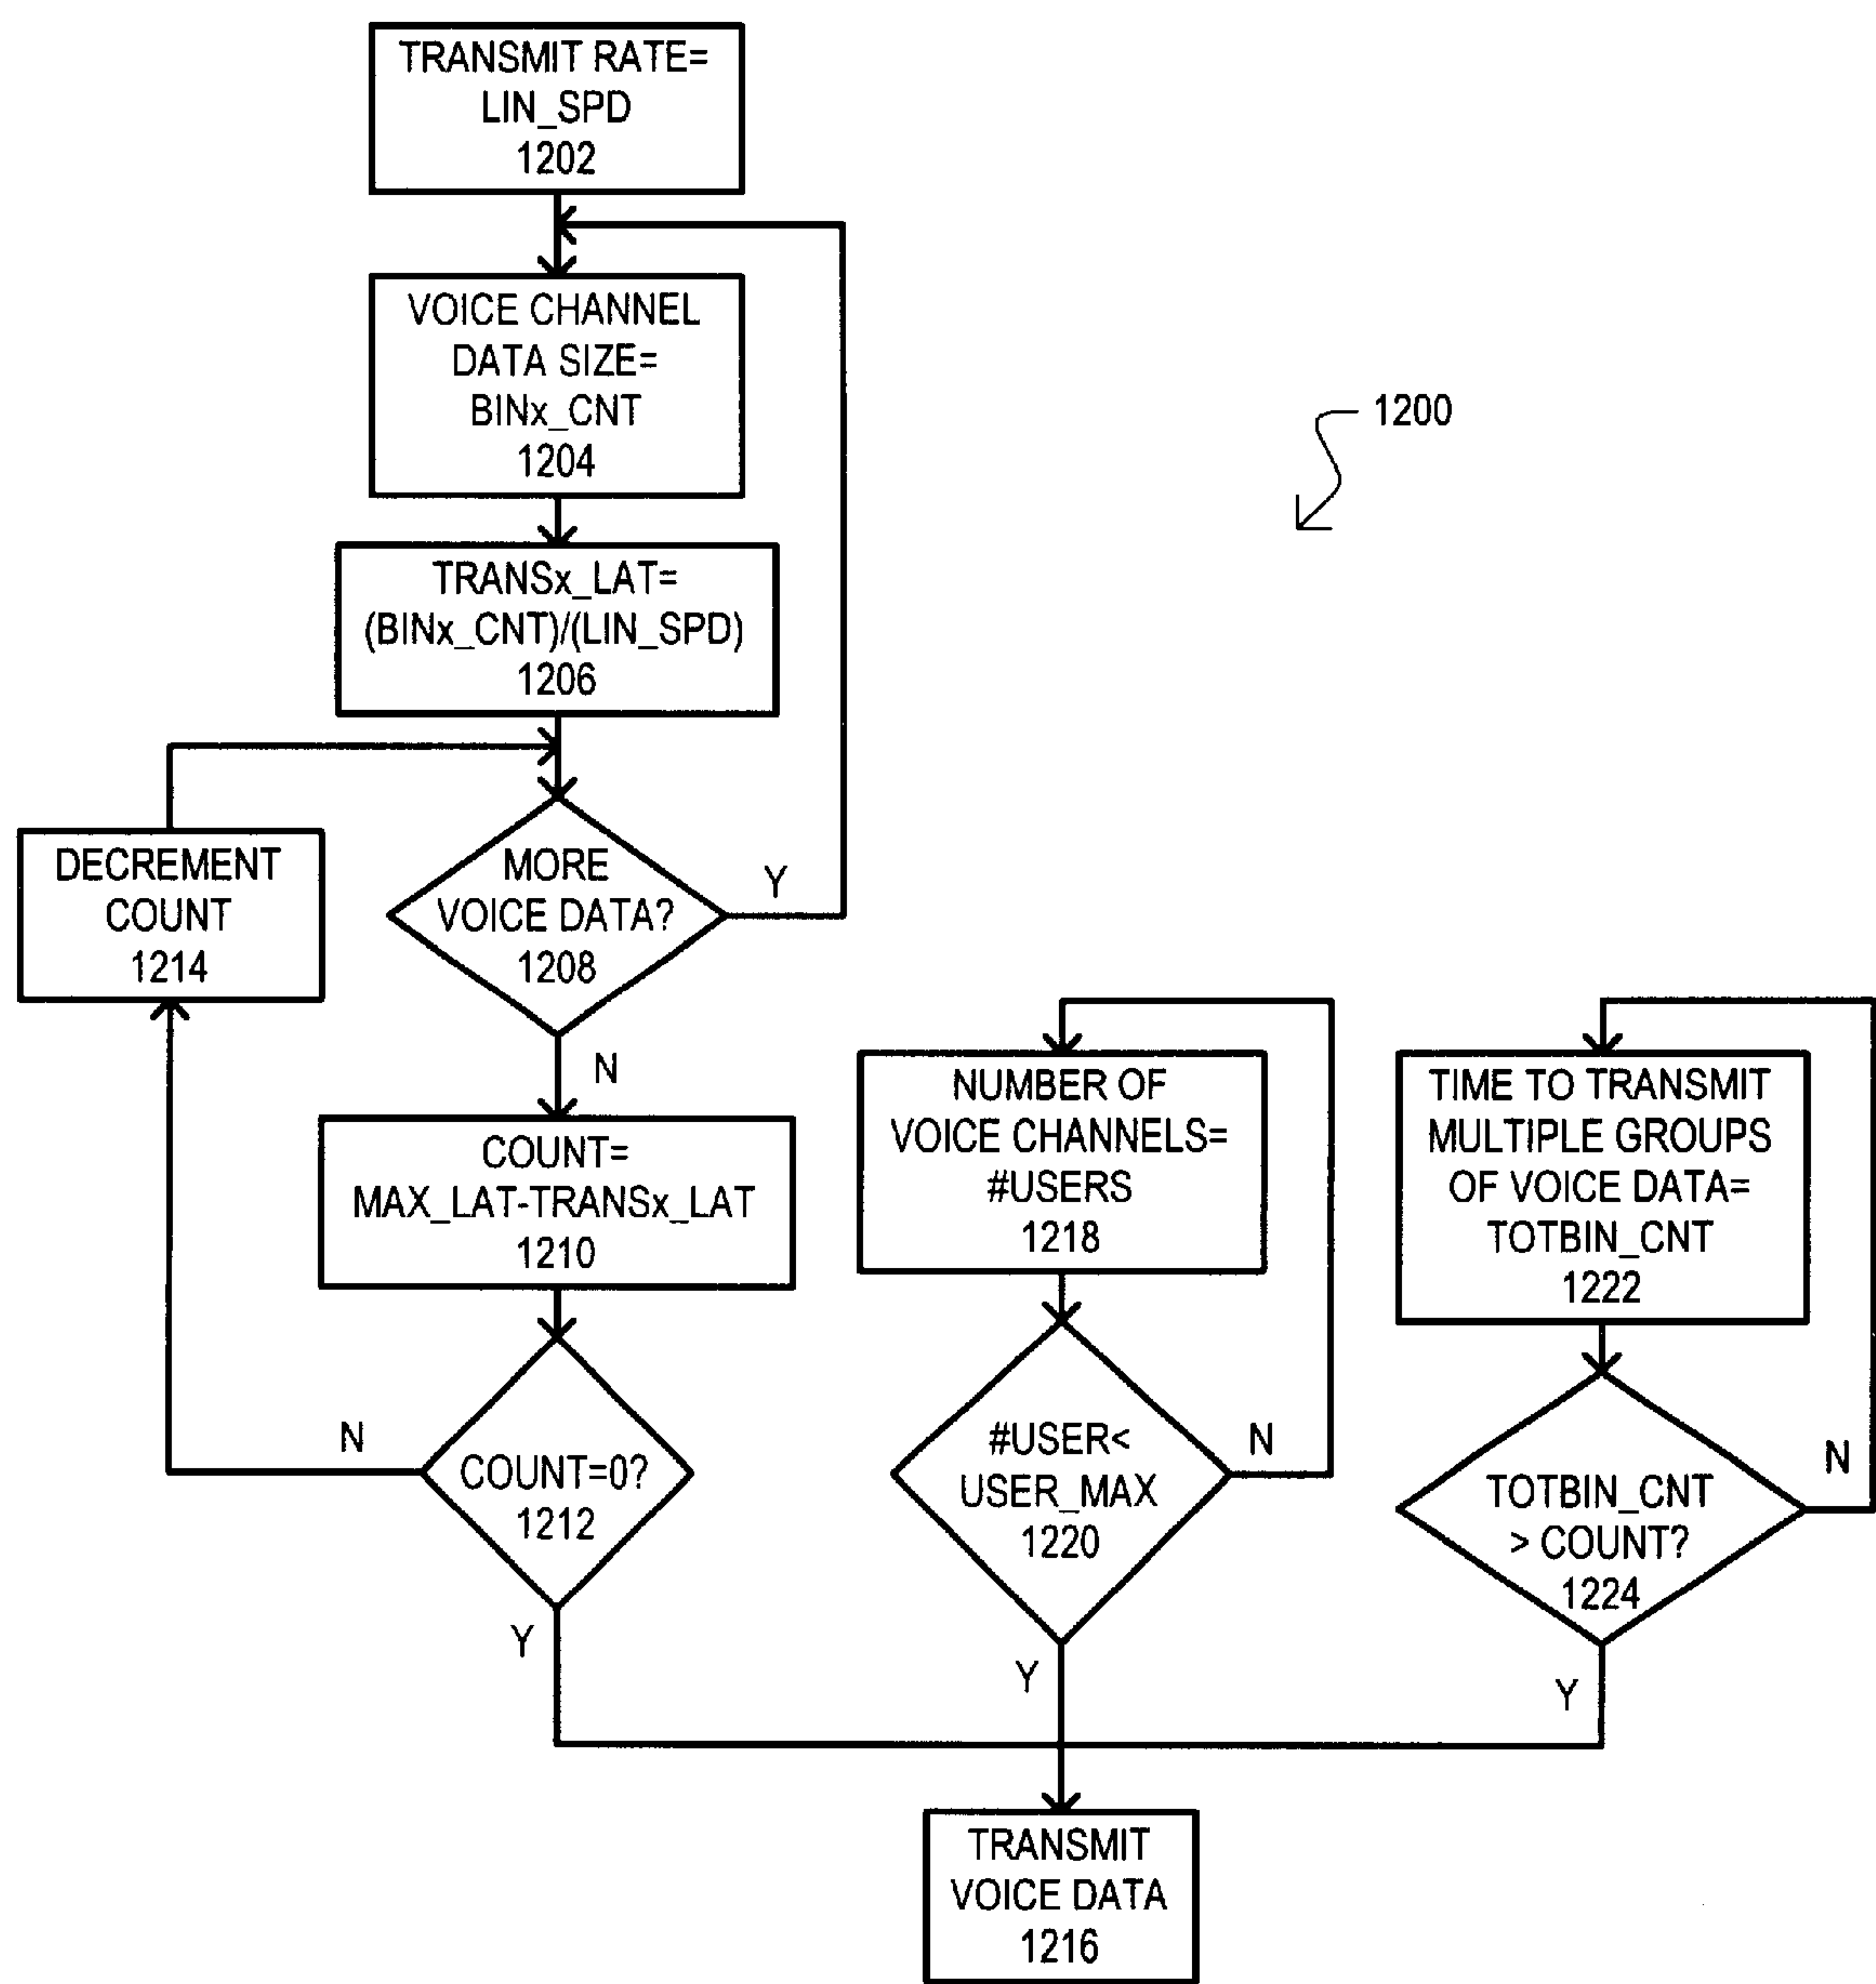 TRANSMIT RATE=
LIN_SPD
1202
VOICE CHANNEL
DATA SIZE=
BINx_CNT
1204
1200
TRANSx_LAT=
(BINx_CNT)/(LIN_SPD)
1206
DECREMENT
COUNT
1214
MORE
VOICE DATA?
1208
Y
N
COUNT=
MAX_LAT-TRANSx_LAT
1210
NUMBER OF
VOICE CHANNELS=
#USERS
1218
TIME TO TRANSMIT
MULTIPLE GROUPS
OF VOICE DATA=
TOTBIN_CNT
1222
N
COUNT=0?
1212
Y
#USER<
USER_MAX
1220
N
Y
TOTBIN_CNT
> COUNT?
1224
N
Y
TRANSMIT
VOICE DATA
1216